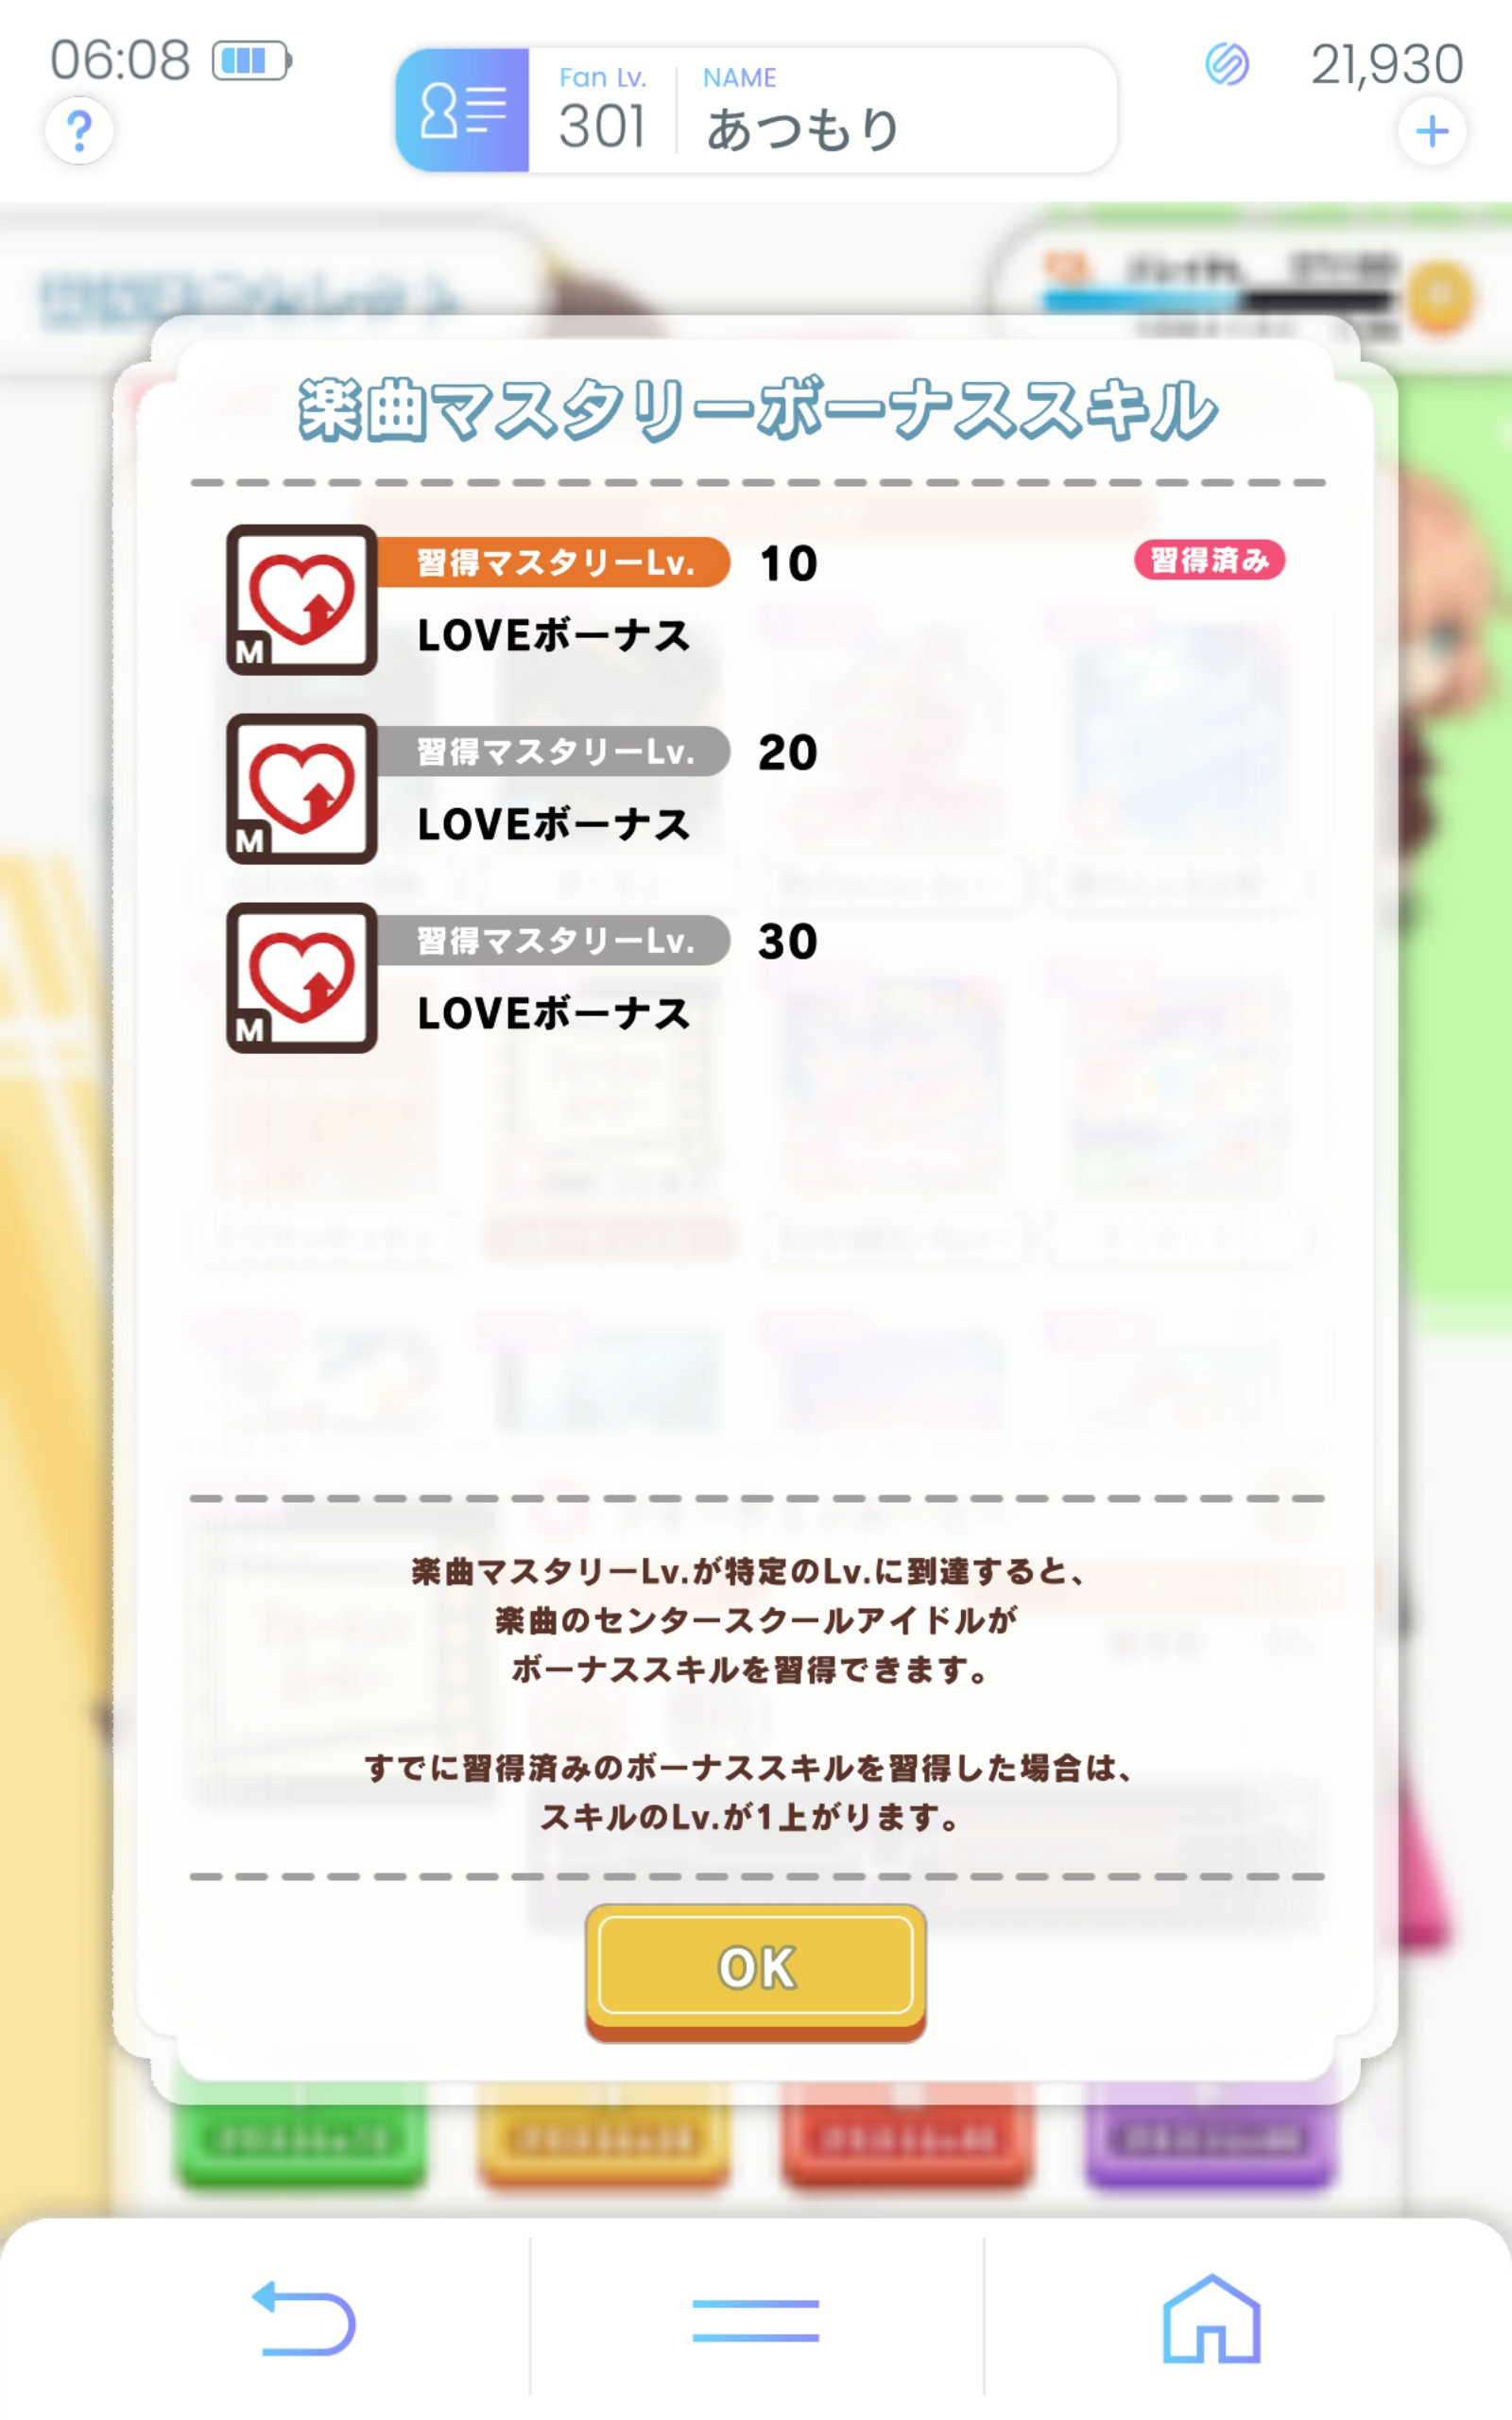 06:08
Fan Lv.
301
NAME
あつもり
21,930
楽曲マスタリーボーナススキル
習得マスタリーLv. 10
習得済み
LOVEボーナス
M
習得マスタリーLv. 20
LOVEボーナス
M
習得マスタリーLv. 30
LOVEボーナス
M
楽曲マスタリーLv.が特定のLv.に到達すると、
楽曲のセンタースクールアイドルが
ボーナススキルを習得できます。
すでに習得済みのボーナススキルを習得した場合は、
スキルのLv.が1上がります。
OK